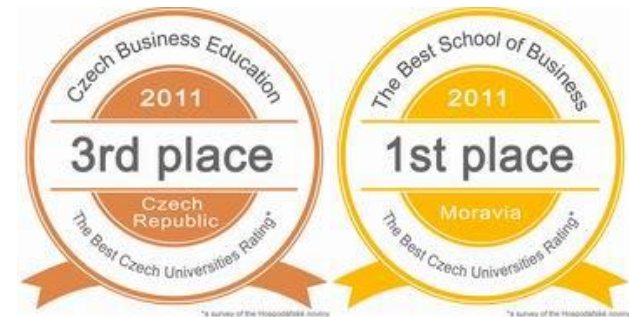 Czech Business Education
2011
3rd place
Czech
Republic
The Best Czech Universities Rating*
*a survey of the Hospodářské noviny
The Best School of Business
2011
1st place
Moravia
The Best Czech Universities Rating*
*a survey of the Hospodářské noviny